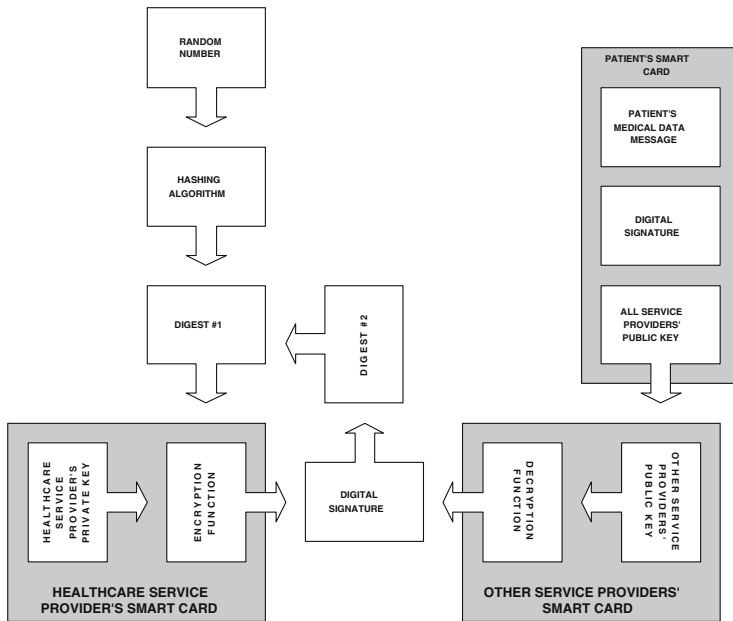 RANDOM
NUMBER
HASHING
ALGORITHM
DIGEST #1
DIGEST #2
PATIENT'S SMART
CARD
PATIENT'S
MEDICAL DATA
MESSAGE
DIGITAL
SIGNATURE
ALL SERVICE
PROVIDERS'
PUBLIC KEY
HEALTHCARE
SERVICE
PROVIDER'S
PRIVATE KEY
ENCRYPTION
FUNCTION
DIGITAL
SIGNATURE
DECRYPTION
FUNCTION
OTHER SERVICE
PROVIDERS'
PUBLIC KEY
HEALTHCARE SERVICE
PROVIDER'S SMART CARD
OTHER SERVICE PROVIDERS'
SMART CARD